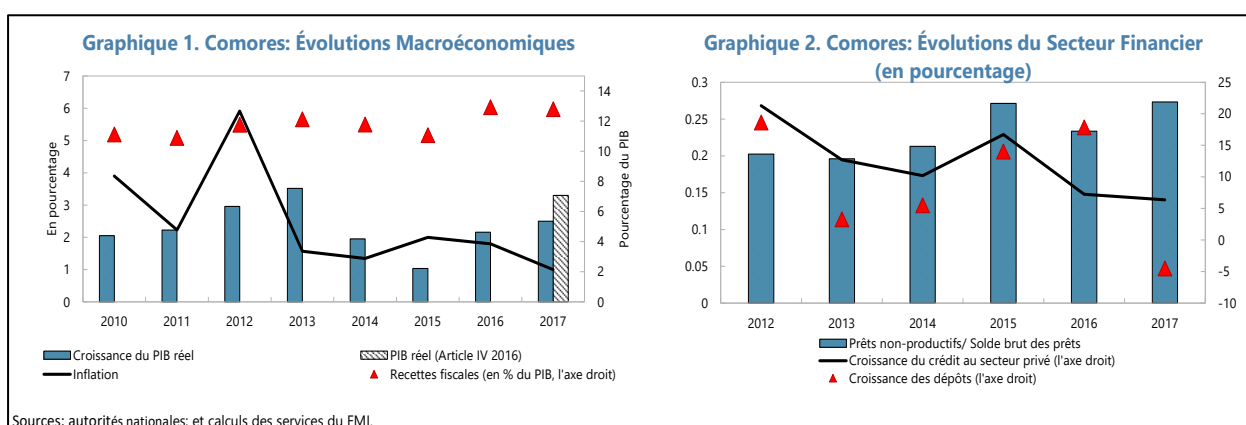 Graphique 1. Comores: Évolutions Macroéconomiques
7
6
5
4
3
2
1
0
En pourcentage
14
12
10
8
6
4
2
0
Pourcentage du PIB
2010 2011 2012 2013 2014 2015 2016 2017
Croissance du PIB réel
PIB réel (Article IV 2016)
Inflation
Recettes fiscales (en % du PIB, l'axe droit)
Graphique 2. Comores: Évolutions du Secteur Financier
(en pourcentage)
0.3
0.25
0.2
0.15
0.1
0.05
0
25
20
15
10
5
0
-5
-10
2012 2013 2014 2015 2016 2017
Prêts non-productifs/ Solde brut des prêts
Croissance du crédit au secteur privé (l'axe droit)
Croissance des dépôts (l'axe droit)
Sources: autorités nationales; et calculs des services du FMI.